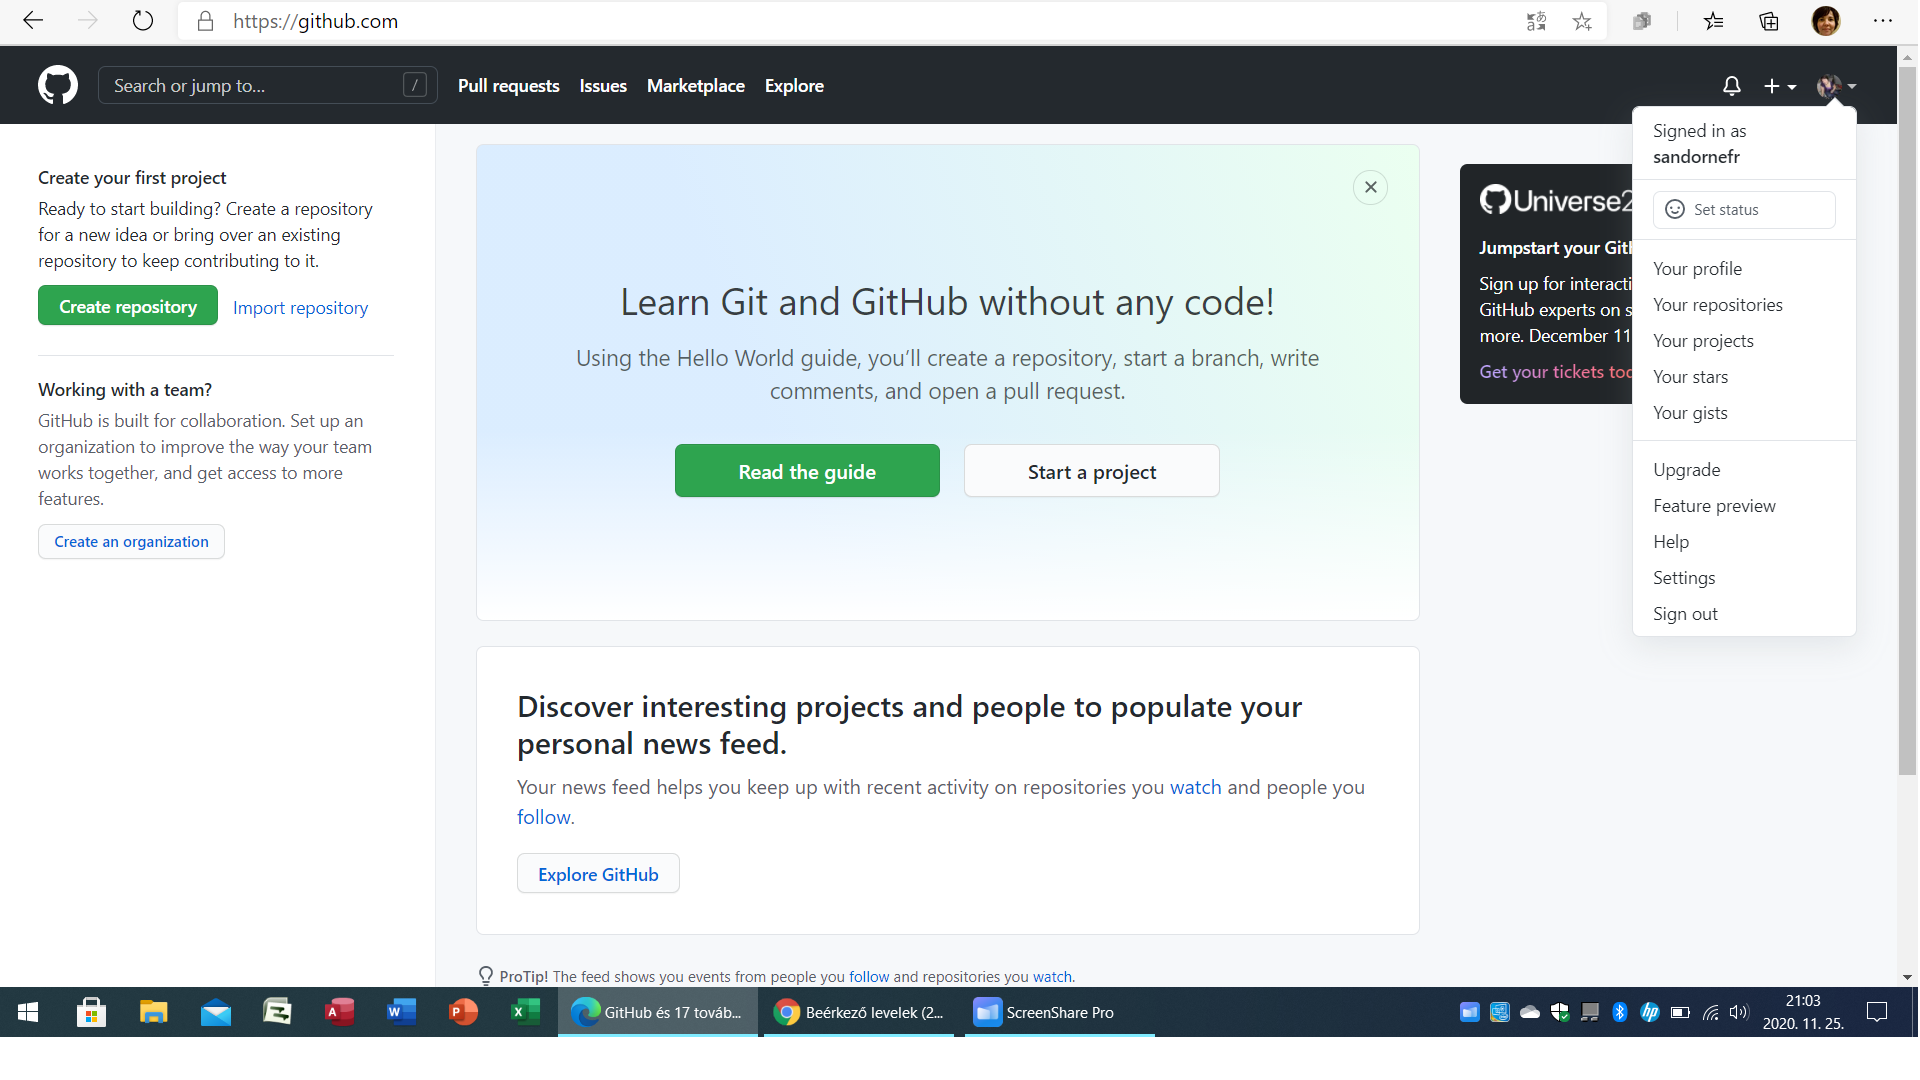 https://github.com
Search or jump to...
/
Pull requests
Issues
Marketplace
Explore
Create your first project
Ready to start building? Create a repository
for a new idea or bring over an existing
repository to keep contributing to it.
Create repository
Import repository
Working with a team?
GitHub is built for collaboration. Set up an
organization to improve the way your team
works together, and get access to more
features.
Create an organization
Learn Git and GitHub without any code!
Using the Hello World guide, you’ll create a repository, start a branch, write
comments, and open a pull request.
Read the guide
Start a project
Discover interesting projects and people to populate your
personal news feed.
Your news feed helps you keep up with recent activity on repositories you watch and people you
follow.
Explore GitHub
ProTip! The feed shows you events from people you follow and repositories you watch.
Universe2
Jumpstart your Gith
Sign up for interacti
GitHub experts on s
more. December 11
Get your tickets tod
Signed in as
sandornefr
Set status
Your profile
Your repositories
Your projects
Your stars
Your gists
Upgrade
Feature preview
Help
Settings
Sign out
GitHub és 17 továb...
Beérkező levelek (2...
ScreenShare Pro
21:03
2020. 11. 25.